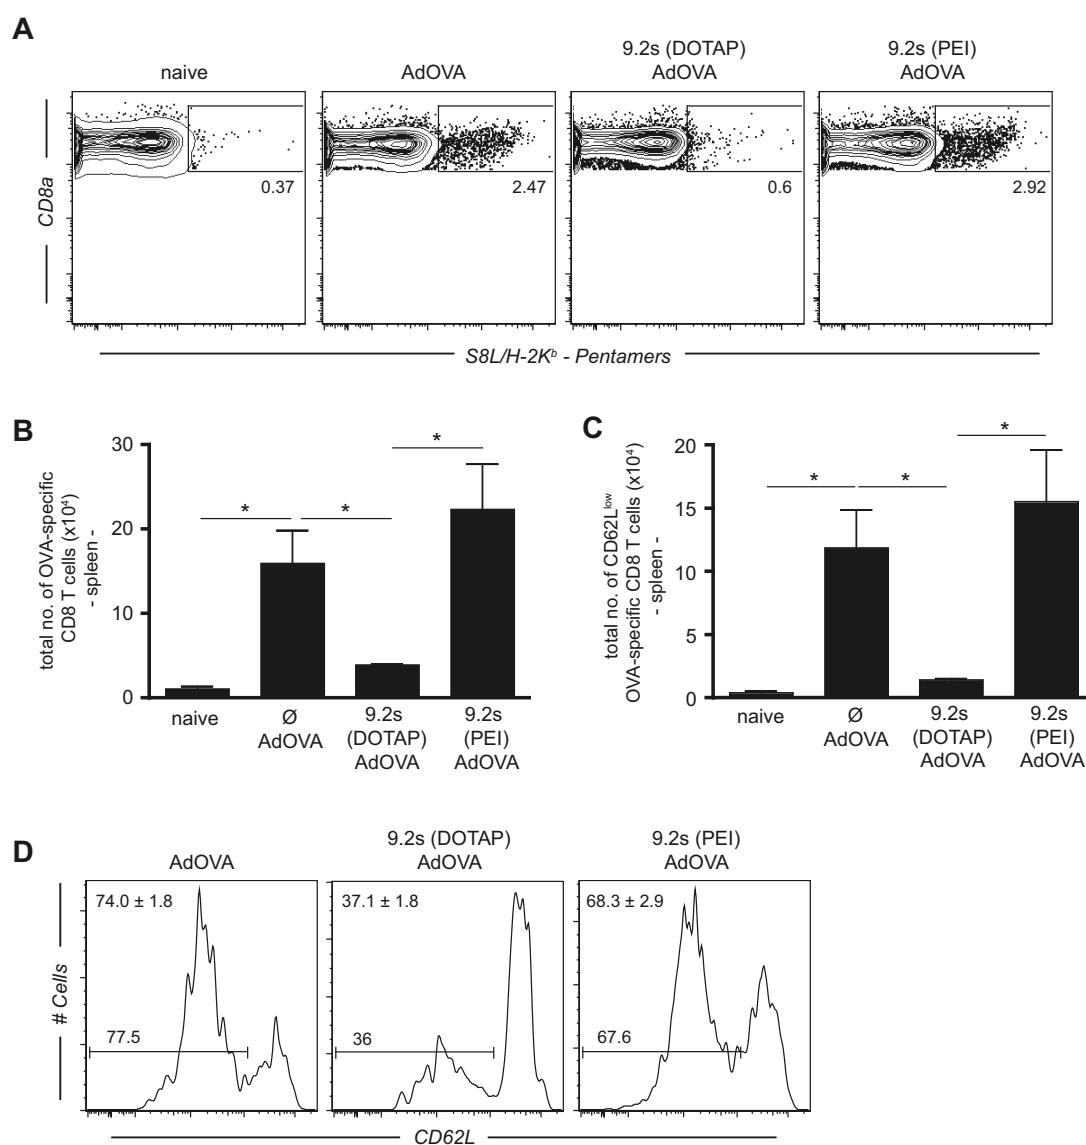 A
naive
AdOVA
9.2s (DOTAP)
AdOVA
9.2s (PEI)
AdOVA
CD8a
0.37
2.47
0.6
2.92
S8L/H-2Kᵇ - Pentamers
B
total no. of OVA-specific
CD8 T cells (x10⁴)
- spleen -
30
20
10
0
*
*
*
naive
Ø
AdOVA
9.2s
(DOTAP)
AdOVA
9.2s
(PEI)
AdOVA
C
total no. of CD62Lˡᵒʷ
OVA-specific CD8 T cells (x10⁴)
- spleen -
20
15
10
5
0
*
*
*
naive
Ø
AdOVA
9.2s
(DOTAP)
AdOVA
9.2s
(PEI)
AdOVA
D
AdOVA
9.2s (DOTAP)
AdOVA
9.2s (PEI)
AdOVA
# Cells
74.0 ± 1.8
77.5
37.1 ± 1.8
36
68.3 ± 2.9
67.6
CD62L